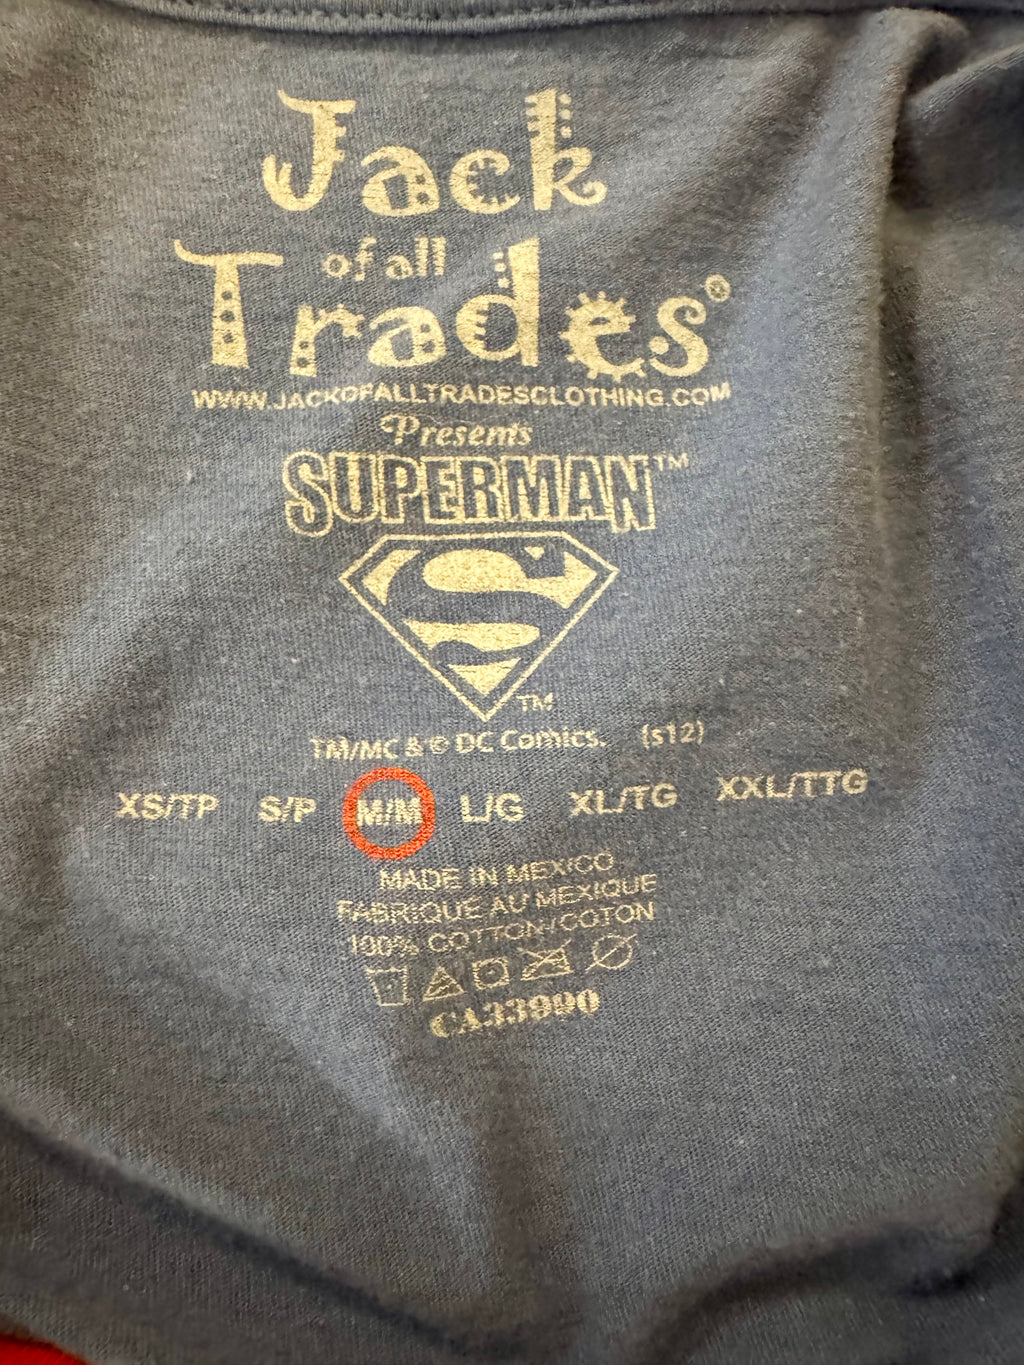 Jack
of all
Trades®
WWW.JACKOFALLTRADESCLOTHING.COM
Presents
SUPERMAN™
S
TM
TM/MC & © DC Comics. (s12)
XS/TP S/P M/M L/G XL/TG XXL/TTG
MADE IN MEXICO
FABRIQUE AU MEXIQUE
100% COTTON/COTON
CA33990